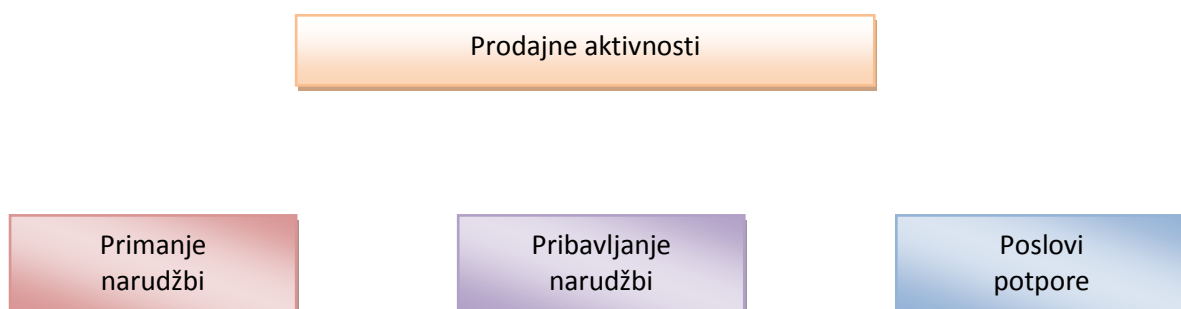 Prodajne aktivnosti
Primanje
narudžbi
Pribavljanje
narudžbi
Poslovi
potpore